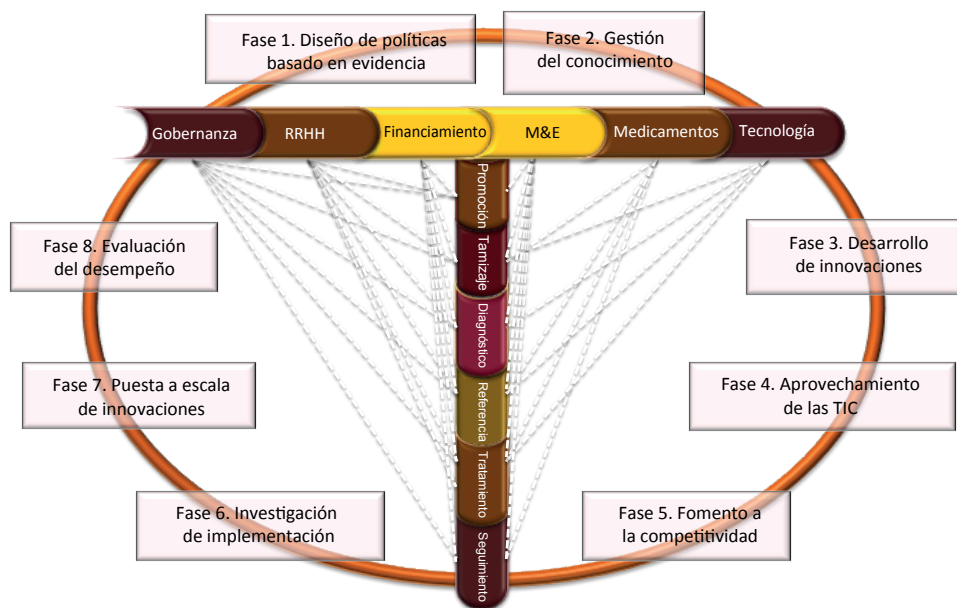 Fase 1. Diseño de políticas
basado en evidencia
Fase 2. Gestión
del conocimiento
Gobernanza
RRHH
Financiamiento
M&E
Medicamentos
Tecnología
Promoción
Tamizaje
Diagnóstico
Referencia
Tratamiento
Seguimiento
Fase 3. Desarrollo
de innovaciones
Fase 4. Aprovechamiento
de las TIC
Fase 5. Fomento a
la competitividad
Fase 6. Investigación
de implementación
Fase 7. Puesta a escala
de innovaciones
Fase 8. Evaluación
del desempeño